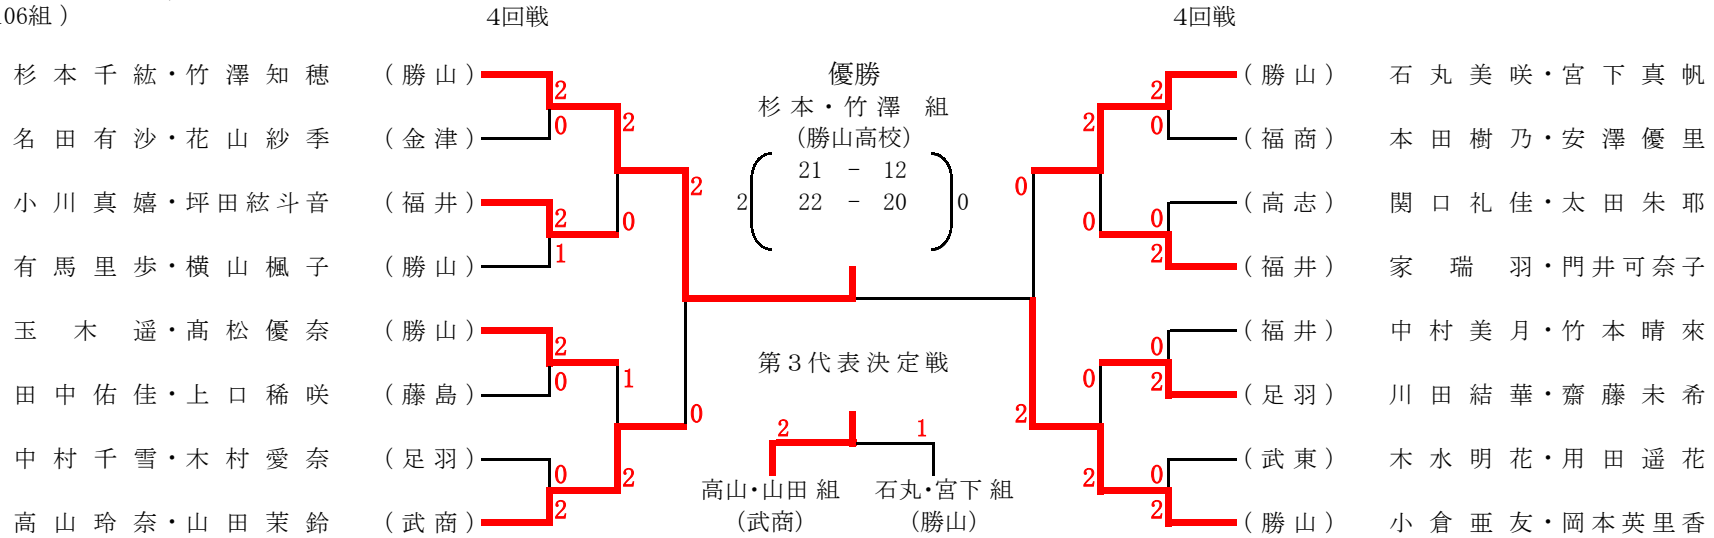 06組 )
4回戦 4回戦
優勝
杉本・竹澤 組
(勝山高校)
21 - 12
2 22 - 20 0
杉本千紘・竹澤知穂 (勝山) 2
名田有沙・花山紗季 (金津) 0
2
小川真嬉・坪田絃斗音 (福井) 2
有馬里歩・横山楓子 (勝山) 1
0
2
玉木遥・髙松優奈 (勝山) 2
田中佑佳・上口稀咲 (藤島) 0
1
中村千雪・木村愛奈 (足羽) 0
高山玲奈・山田茉鈴 (武商) 2
2
0
2 (勝山) 石丸美咲・宮下真帆
0 (福商) 本田樹乃・安澤優里
2
0 (高志) 関口礼佳・太田朱耶
2 (福井) 家瑞羽・門井可奈子
0
0
0 (福井) 中村美月・竹本晴來
2 (足羽) 川田結華・齋藤未希
0
0 (武東) 木水明花・用田遥花
2 (勝山) 小倉亜友・岡本英里香
2
2
第3代表決定戦
2 1
高山・山田組 石丸・宮下組
(武商) (勝山)